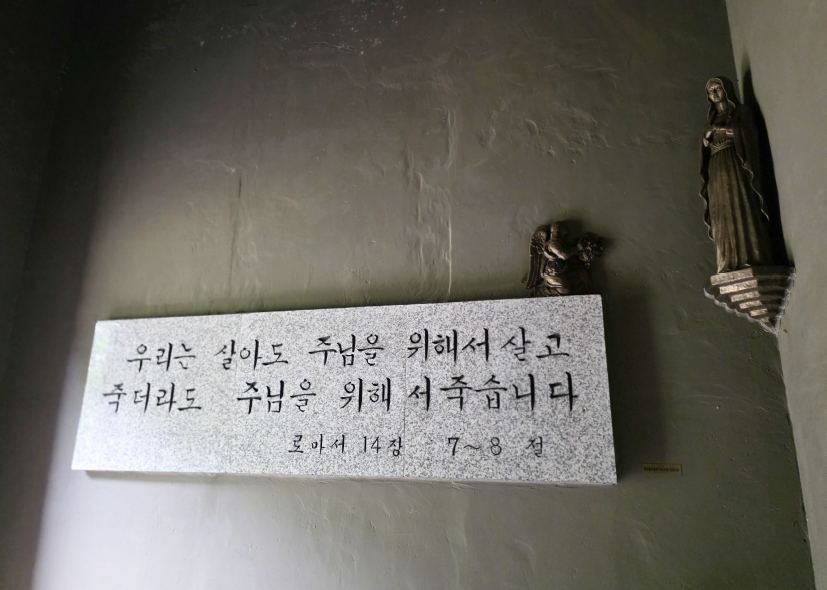 우리는 살아도 주님을 위해서 살고
죽더라도 주님을 위해서 죽습니다.
로마서 14장 7~8 절